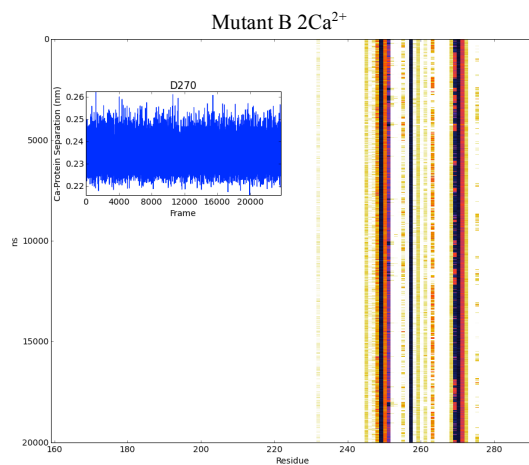 Mutant B 2Ca²⁺
D270
Ca-Protein Separation (nm)
0.26
0.25
0.24
0.23
0.22
0 4000 8000 12000 16000 20000
Frame
0
5000
10000
15000
20000
ns
160 180 200 220 240 260 280
Residue